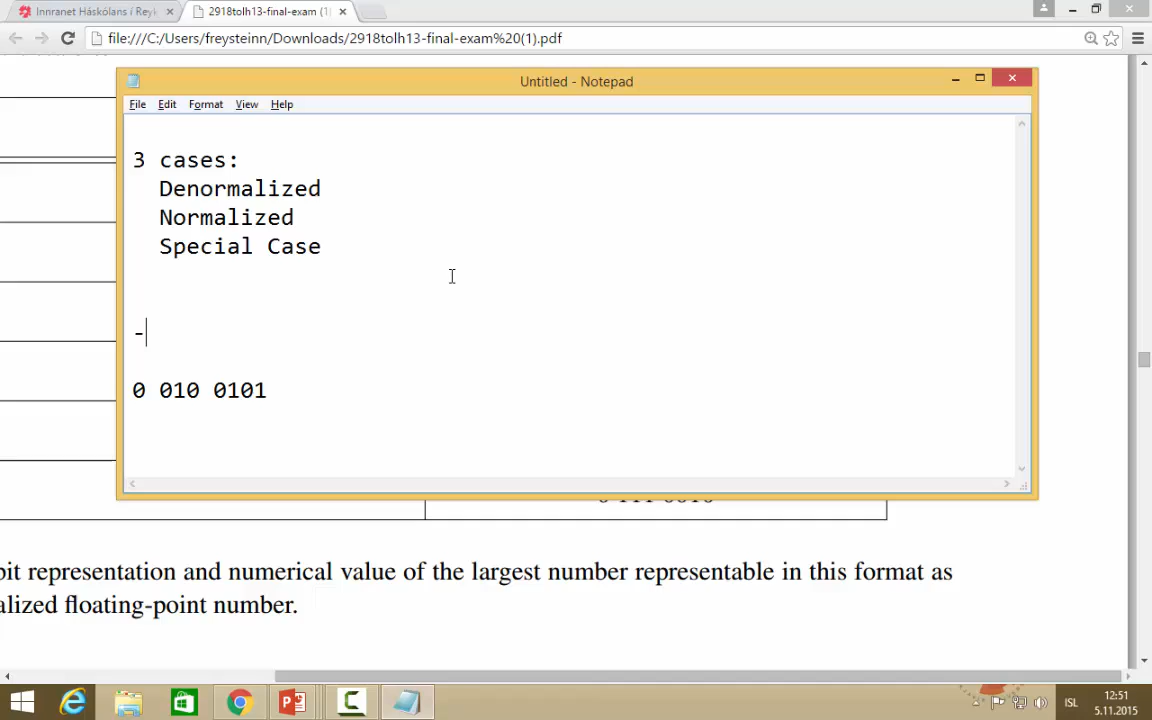 Innranet Háskólans í Reyk
2918tolh13-final-exam (1)
file:///C:/Users/freysteinn/Downloads/2918tolh13-final-exam%20(1).pdf
Untitled - Notepad
File Edit Format View Help
3 cases:
Denormalized
Normalized
Special Case
-
0 010 0101
bit representation and numerical value of the largest number representable in this format as
alized floating-point number.
ISL
12:51
5.11.2015